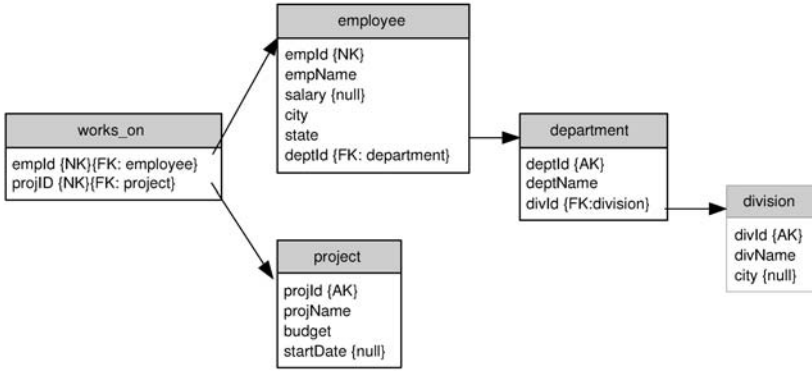 employee
empId {NK}
empName
salary {null}
city
state
deptId {FK: department}
works_on
empId {NK}{FK: employee}
projID {NK}{FK: project}
department
deptId {AK}
deptName
divId {FK:division}
division
divId {AK}
divName
city {null}
project
projId {AK}
projName
budget
startDate {null}